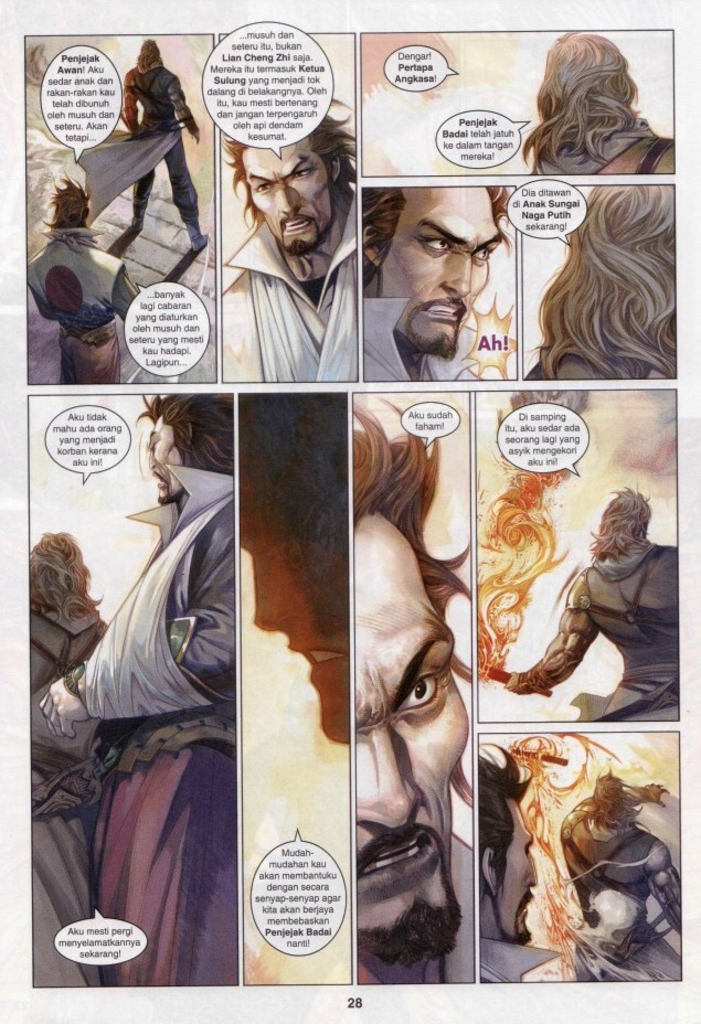 Penjejak
Awan! Aku
sedar anak dan
rakan-rakan kau
telah dibunuh
oleh musuh dan
seteru. Akan
tetapi...
...banyak
lagi cabaran
yang diaturkan
oleh musuh dan
seteru yang mesti
kau hadapi.
Lagipun...
...musuh dan
seteru itu, bukan
Lian Cheng Zhi saja.
Mereka itu termasuk Ketua
Sulung yang menjadi tok
dalang di belakangnya. Oleh
itu, kau mesti bertenang
dan jangan terpengaruh
oleh api dendam
kesumat.
Dengar!
Pertapa
Angkasa!
Penjejak
Badai telah jatuh
ke dalam tangan
mereka!
Ah!
Dia ditawan
di Anak Sungai
Naga Putih
sekarang!
Aku tidak
mahu ada orang
yang menjadi
korban kerana
aku ini!
Aku mesti pergi
menyelamatkannya
sekarang!
Mudah-
mudahan kau
akan membantuku
dengan secara
senyap-senyap agar
kita akan berjaya
membebaskan
Penjejak Badai
nanti!
Aku sudah
faham!
Di samping
itu, aku sedar ada
seorang lagi yang
asyik mengekori
aku ini!
28